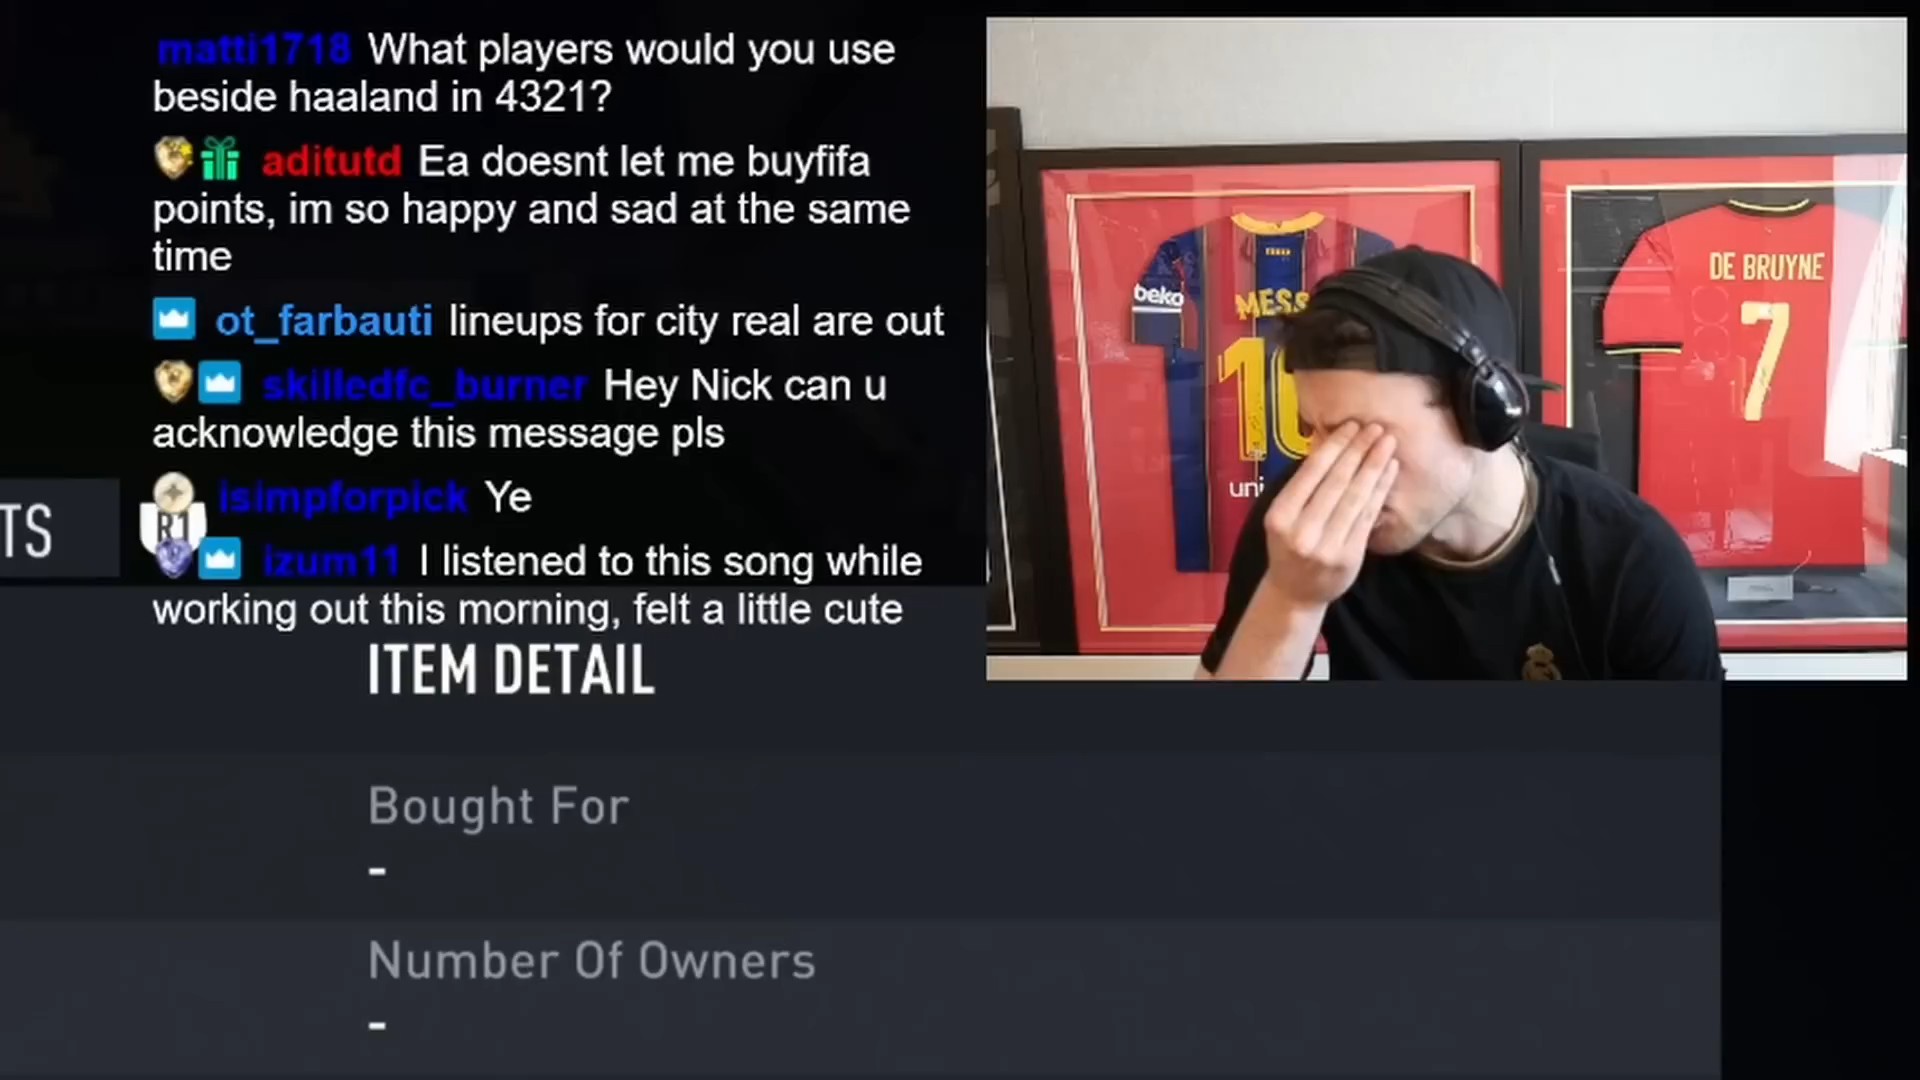 matti1718 What players would you use
beside haaland in 4321?
aditutd Ea doesnt let me buyfifa
points, im so happy and sad at the same
time
ot_farbauti lineups for city real are out
skilledfc_burner Hey Nick can u
acknowledge this message pls
isimpforpick Ye
izum11 I listened to this song while
working out this morning, felt a little cute
TS
R1
ITEM DETAIL
Bought For
-
Number Of Owners
-
beko
MESS
10
uni
DE BRUYNE
7